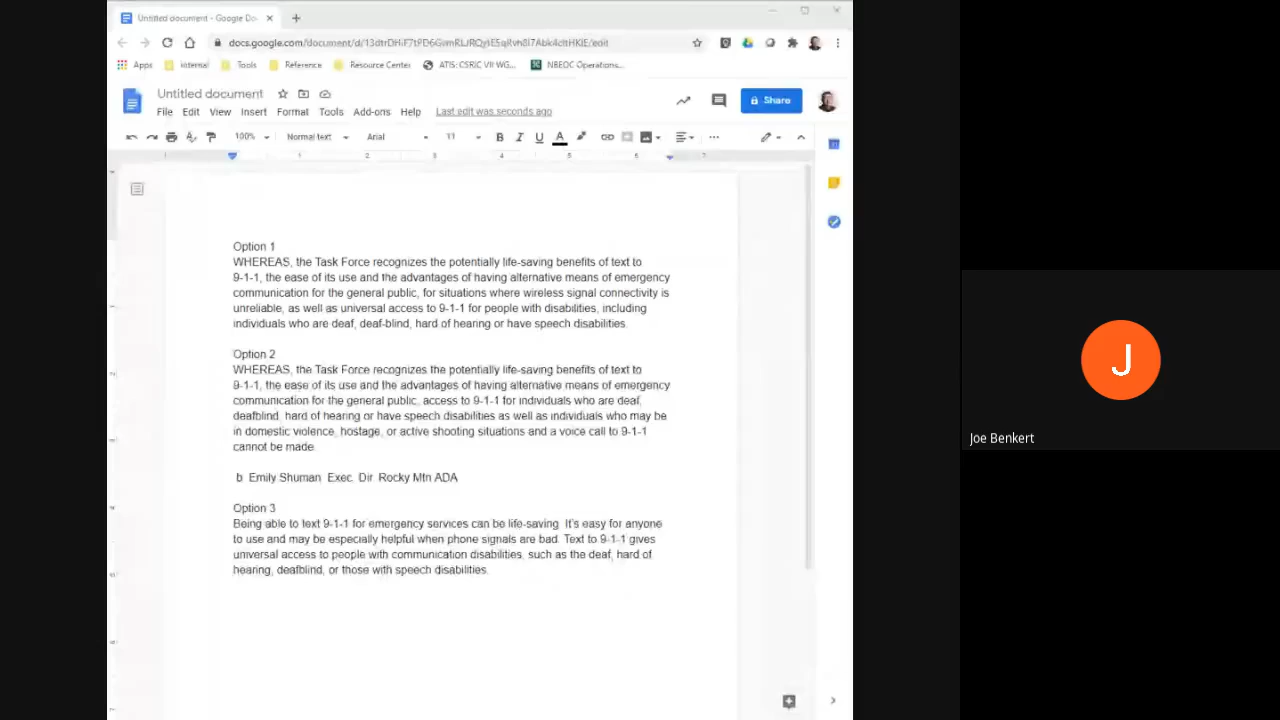 Untitled document - Google Do
docs.google.com/document/d/
Apps Internal Tools Reference Resource Center ATIS: CSRIC VII WG... NBEOC Operations...
Untitled document
File Edit View Insert Format Tools Add-ons Help Last edit was seconds ago
Share
100% Normal text Arial 11 B I U A
1 2 3 4 5 6 7
Option 1
WHEREAS, the Task Force recognizes the potentially life-saving benefits of text to
9-1-1, the ease of its use and the advantages of having alternative means of emergency
communication for the general public, for situations where wireless signal connectivity is
unreliable, as well as universal access to 9-1-1 for people with disabilities, including
individuals who are deaf, deaf-blind, hard of hearing or have speech disabilities.
Option 2
WHEREAS, the Task Force recognizes the potentially life-saving benefits of text to
9-1-1, the ease of its use and the advantages of having alternative means of emergency
communication for the general public, access to 9-1-1 for individuals who are deaf,
deafblind, hard of hearing or have speech disabilities as well as individuals who may be
in domestic violence, hostage, or active shooting situations and a voice call to 9-1-1
cannot be made.
b Emily Shuman Exec. Dir. Rocky Mtn ADA
Option 3
Being able to text 9-1-1 for emergency services can be life-saving. It's easy for anyone
to use and may be especially helpful when phone signals are bad. Text to 9-1-1 gives
universal access to people with communication disabilities, such as the deaf, hard of
hearing, deafblind, or those with speech disabilities.
J
Joe Benkert